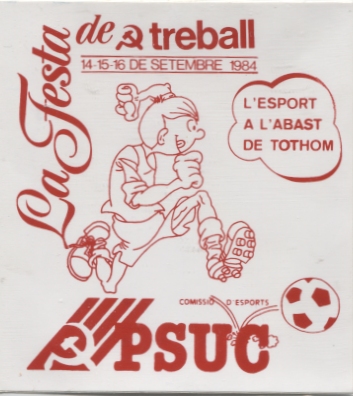 La Festa
de treball
14-15-16 DE SETEMBRE 1984
L'ESPORT
A L'ABAST
DE TOTHOM
COMISSIÓ D'ESPORTS
PSUC